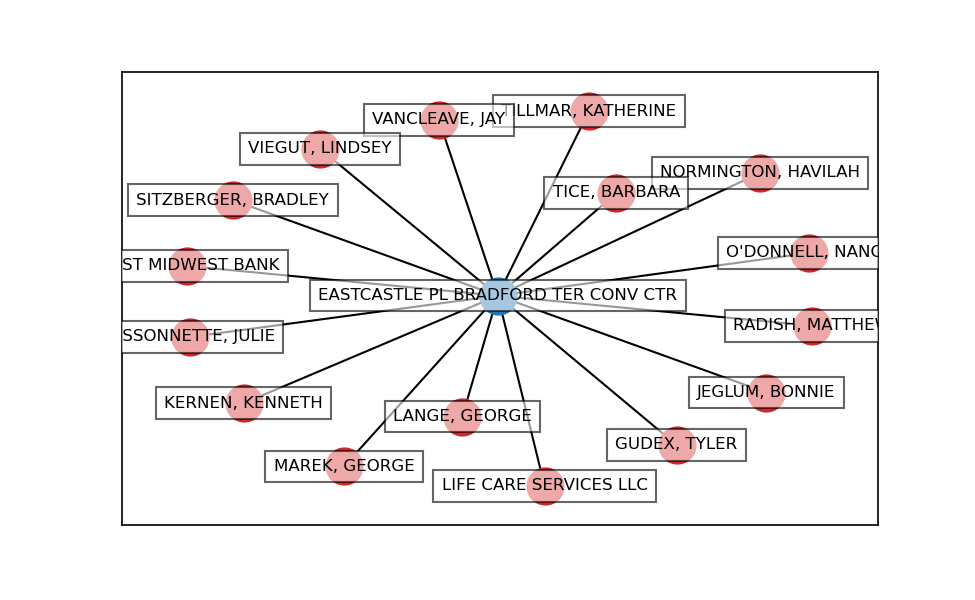 ILLMAR, KATHERINE
VANCLEAVE, JAY
VIEGUT, LINDSEY
NORMINGTON, HAVILAH
TICE, BARBARA
SITZBERGER, BRADLEY
O'DONNELL, NANC
ST MIDWEST BANK
EASTCASTLE PL BRADFORD TER CONV CTR
RADISH, MATTHEW
SSONNETTE, JULIE
JEGLUM, BONNIE
KERNEN, KENNETH
LANGE, GEORGE
GUDEX, TYLER
MAREK, GEORGE
LIFE CARE SERVICES LLC